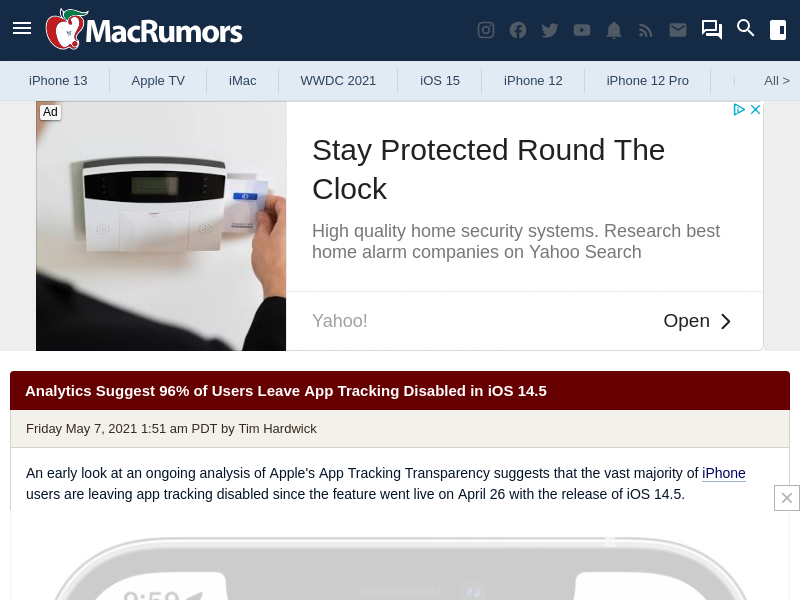 MacRumors
iPhone 13
Apple TV
iMac
WWDC 2021
iOS 15
iPhone 12
iPhone 12 Pro
All >
Ad
Stay Protected Round The
Clock
High quality home security systems. Research best
home alarm companies on Yahoo Search
Yahoo!
Open
Analytics Suggest 96% of Users Leave App Tracking Disabled in iOS 14.5
Friday May 7, 2021 1:51 am PDT by Tim Hardwick
An early look at an ongoing analysis of Apple's App Tracking Transparency suggests that the vast majority of iPhone
users are leaving app tracking disabled since the feature went live on April 26 with the release of iOS 14.5.